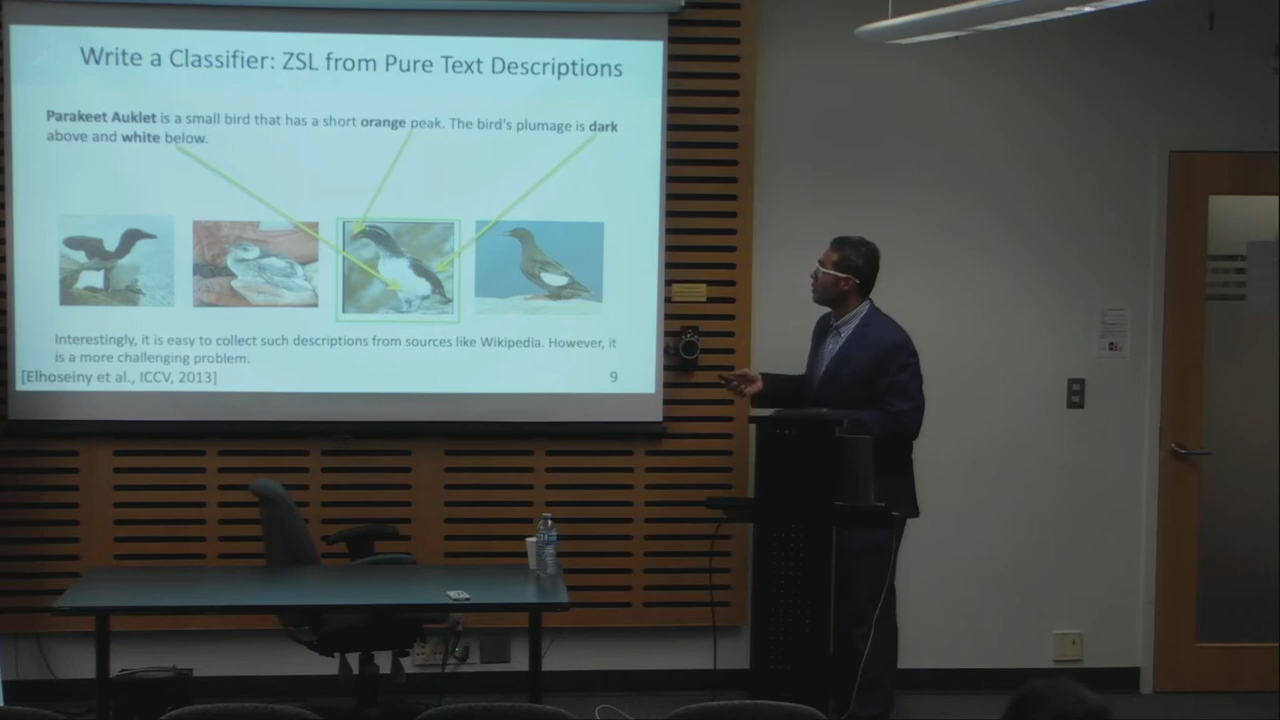 Write a Classifier: ZSL from Pure Text Descriptions
Parakeet Auklet is a small bird that has a short orange peak. The bird's plumage is dark
above and white below.
Interestingly, it is easy to collect such descriptions from sources like Wikipedia. However, it
is a more challenging problem.
[Elhoseiny et al., ICCV, 2013]
9